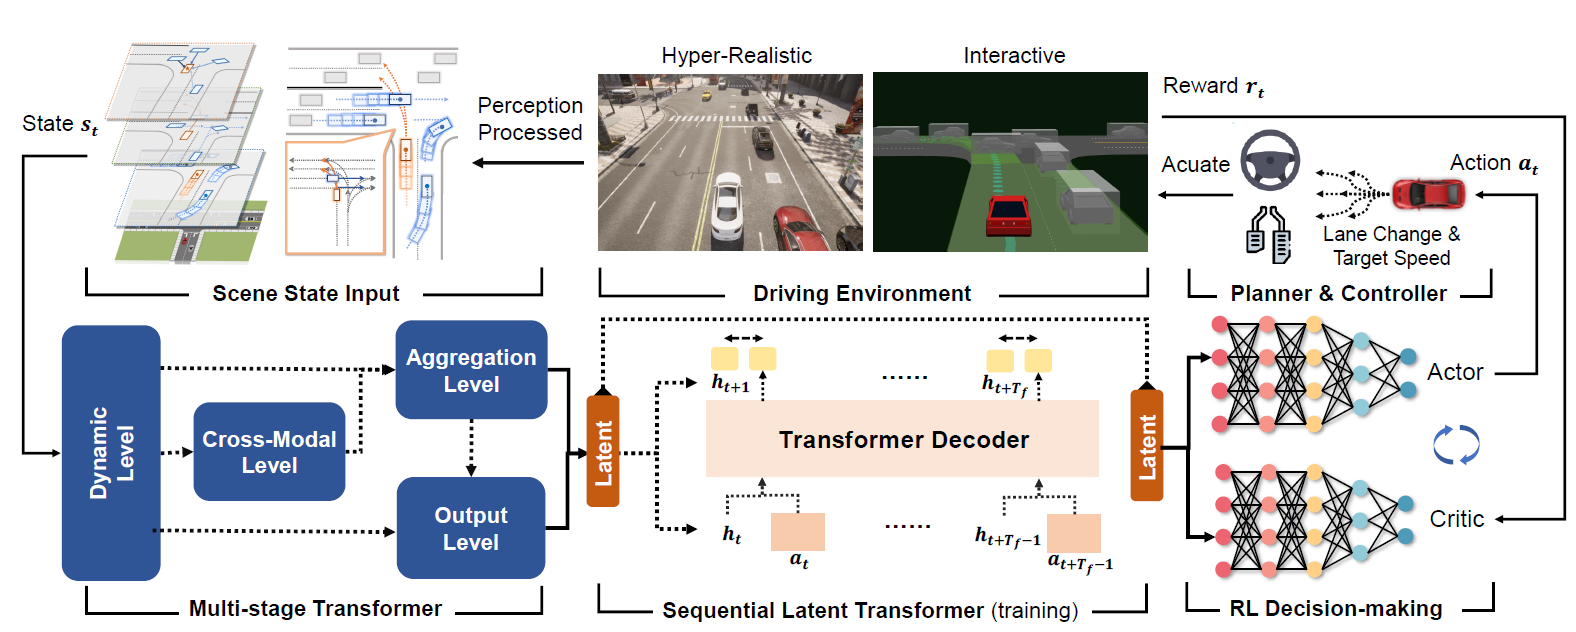 Hyper-Realistic
Interactive
Reward r_t
State s_t
Perception
Processed
Acuate
Action a_t
Lane Change &
Target Speed
Scene State Input
Driving Environment
Planner & Controller
Dynamic
Level
Cross-Modal
Level
Aggregation
Level
Output
Level
Latent
h_{t+1}
......
h_{t+T_f}
Transformer Decoder
h_t
a_t
......
h_{t+T_f-1}
a_{t+T_f-1}
Latent
Actor
Critic
Multi-stage Transformer
Sequential Latent Transformer (training)
RL Decision-making